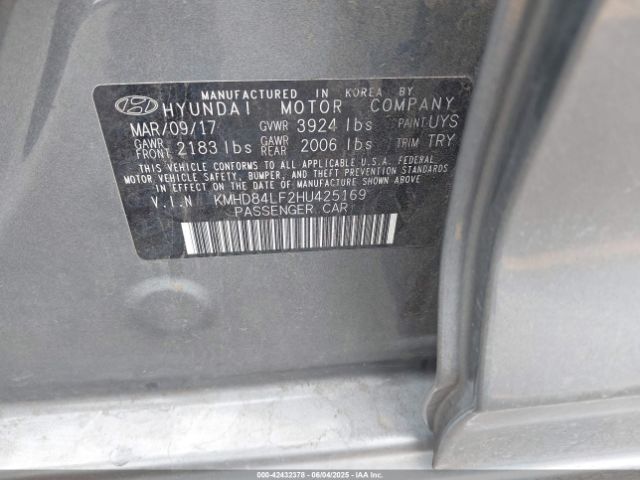 MANUFACTURED IN KOREA BY
HYUNDAI MOTOR COMPANY
MAR/09/17 GVWR 3924 lbs PAINT UYS
GAWR FRONT 2183 lbs GAWR REAR 2006 lbs TRIM TRY
THIS VEHICLE CONFORMS TO ALL APPLICABLE U.S.A. FEDERAL
MOTOR VEHICLE SAFETY, BUMPER, AND THEFT PREVENTION STANDARDS
IN EFFECT ON THE DATE OF MANUFACTURE SHOWN ABOVE.
V.I.N KMHD84LF2HU425169
PASSENGER CAR
000-42432378 - 06/04/2025 - IAA Inc.